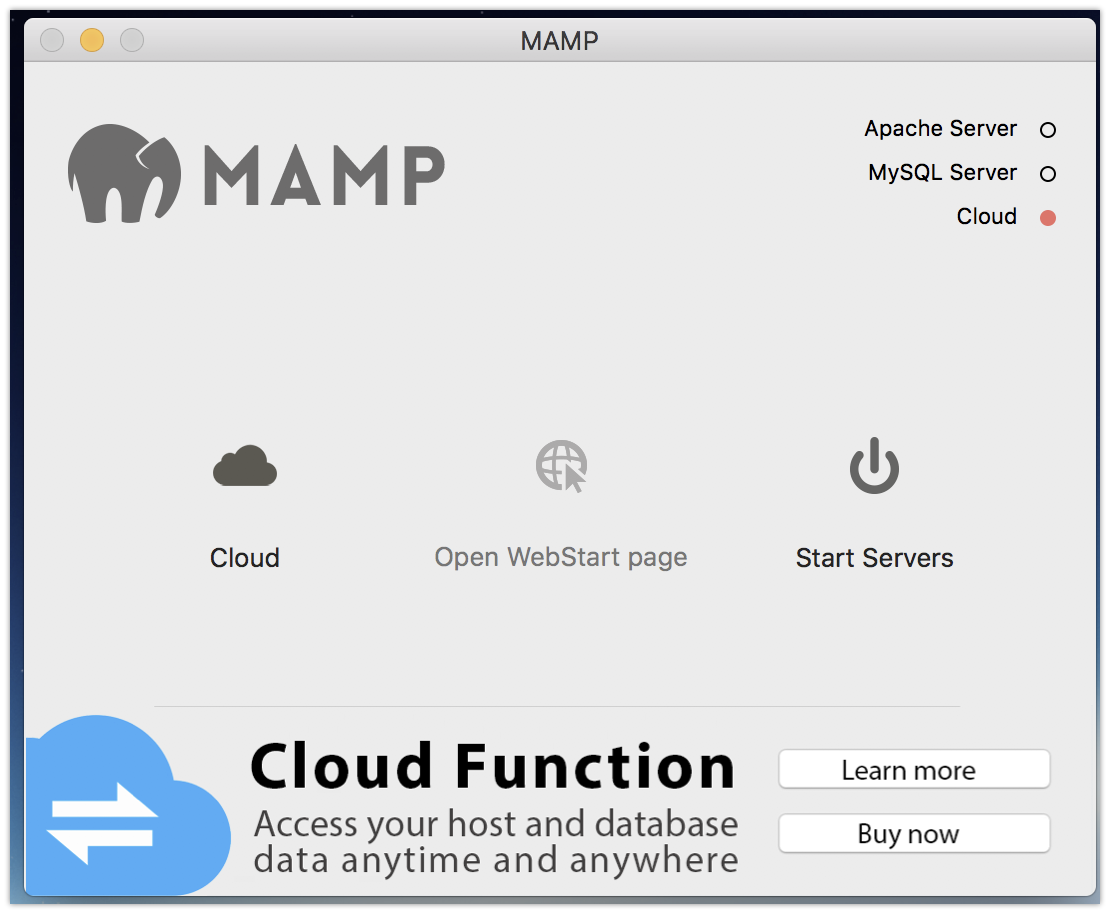 MAMP
MAMP
Apache Server
MySQL Server
Cloud
Cloud
Open WebStart page
Start Servers
Cloud Function
Access your host and database
data anytime and anywhere
Learn more
Buy now